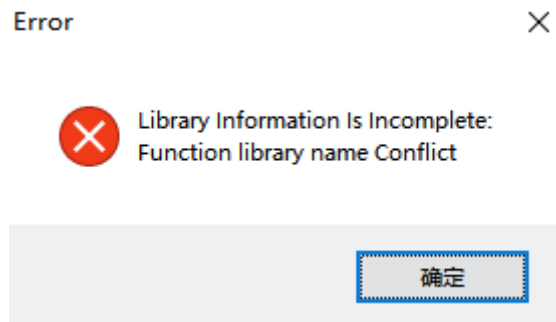 Error
Library Information Is Incomplete:
Function library name Conflict
确定